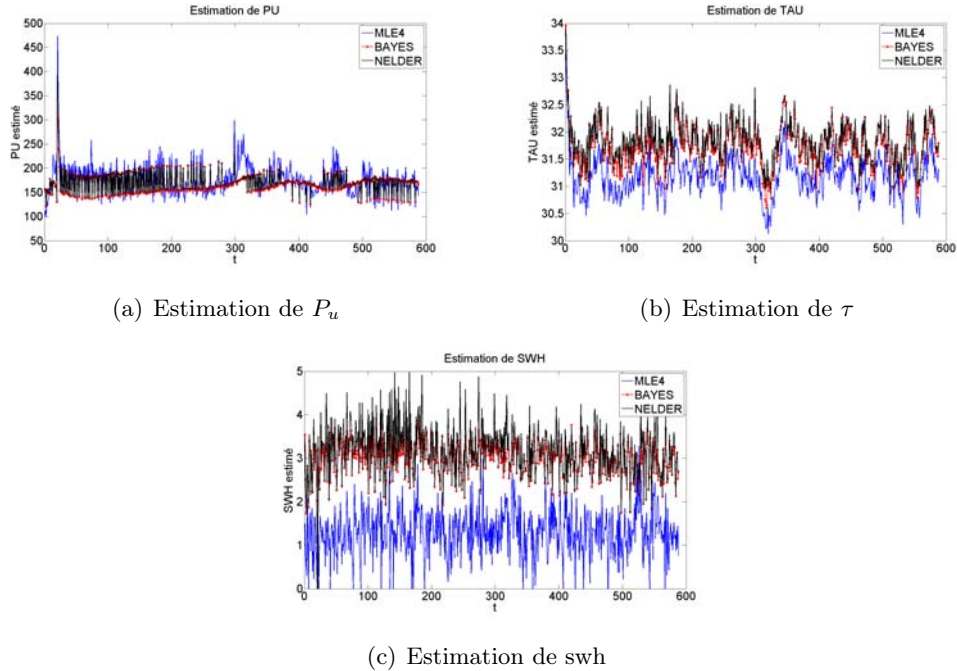 Estimation de PU
500
450
400
350
300
250
200
150
100
50
0 100 200 300 400 500 600
PU estimé
t
MLE4
BAYES
NELDER
(a) Estimation de P_u
Estimation de TAU
34
33.5
33
32.5
32
31.5
31
30.5
30
0 100 200 300 400 500 600
TAU estimé
t
MLE4
BAYES
NELDER
(b) Estimation de τ
Estimation de SWH
5
4
3
2
1
0
0 100 200 300 400 500 600
SWH estimé
t
MLE4
BAYES
NELDER
(c) Estimation de swh